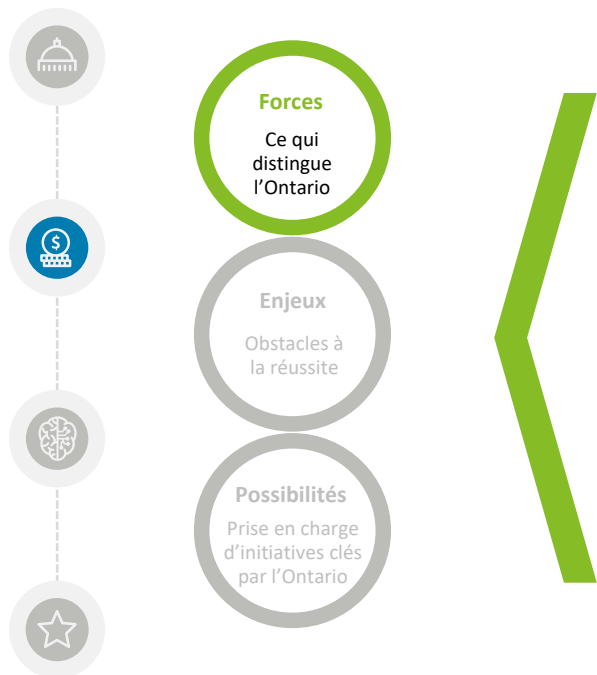 Forces
Ce qui
distingue
l’Ontario
$
Enjeux
Obstacles à
la réussite
Possibilités
Prise en charge
d’initiatives clés
par l’Ontario